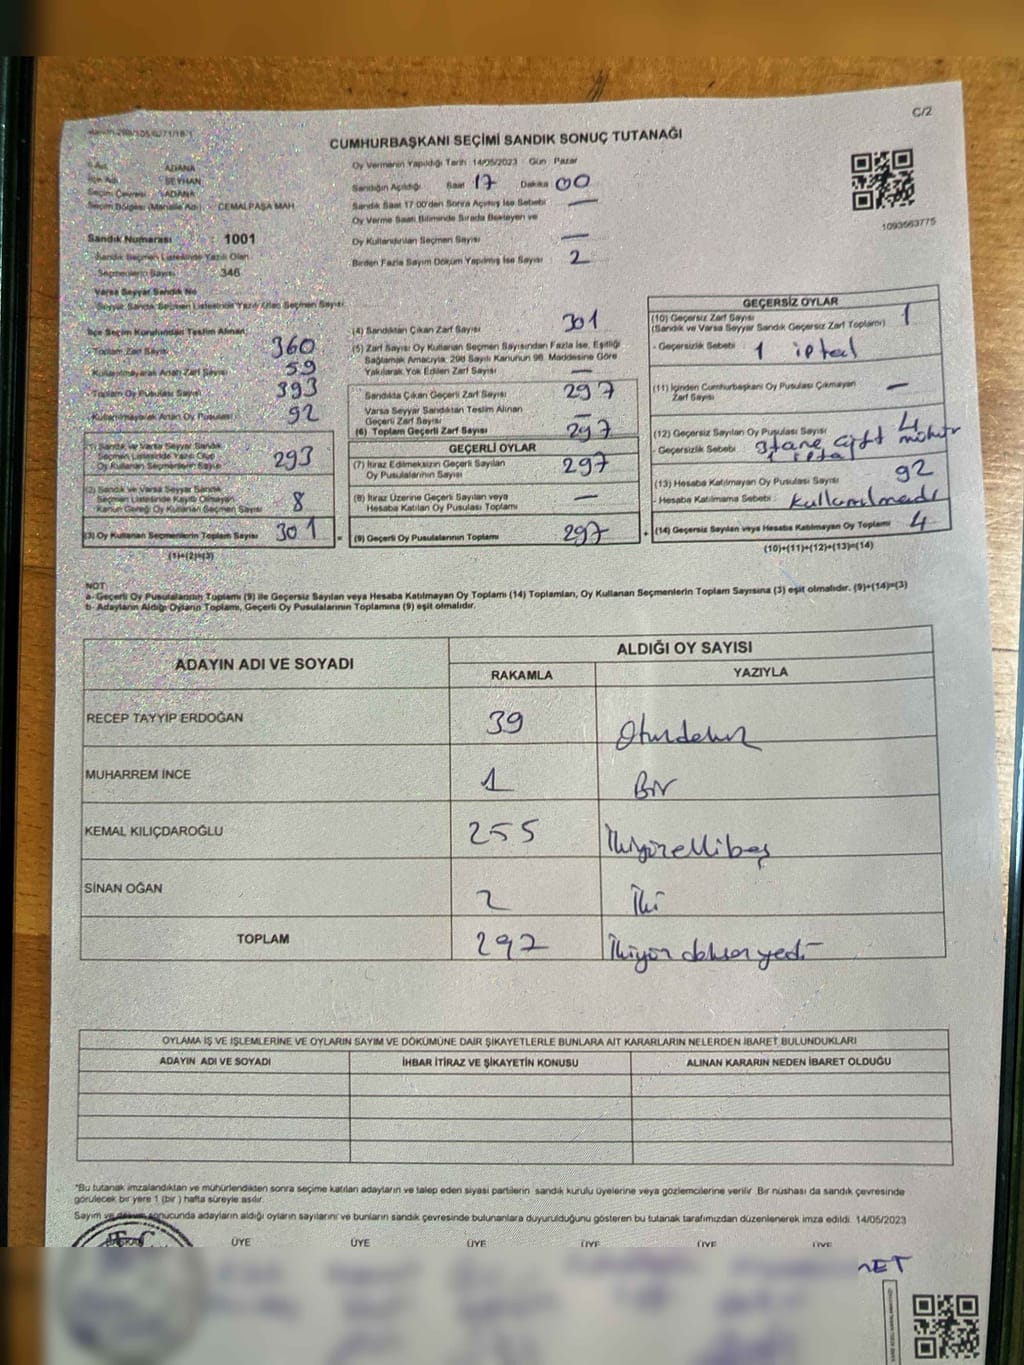 C/2
CUMHURBAŞKANI SEÇİMİ SANDIK SONUÇ TUTANAĞI
Oy Vermenin Yapıldığı Tarih 14/05/2023 Gün Pazar
İl Adı ADANA
İlçe Adı SEYHAN
Seçim Çevresi ADANA
Seçim Bölgesi (Mahalle Adı) : CEMALPAŞA MAH
Sandığın Açıldığı Saat 17 Dakika 00
Sandık Saat 17:00'den Sonra Açılmış İse Sebebi —
Oy Verme Saati Bitiminde Sırada Bekleyen ve
Oy Kullandırılan Seçmen Sayısı —
Birden Fazla Sayım Döküm Yapılmış İse Sayısı 2
1093663775
Sandık Numarası : 1001
Sandık Seçmen Listesinde Yazılı Olan
Seçmenlerin Sayısı 346
Varsa Seyyar Sandık No
Seyyar Sandık Seçmen Listesinde Yazılı Olan Seçmen Sayısı
İlçe Seçim Kurulundan Teslim Alınan
Toplam Zarf Sayısı 360
Kullanılmayarak Artan Zarf Sayısı 59
Toplam Oy Pusulası Sayısı 393
Kullanılmayarak Artan Oy Pusulası 92
(1) Sandık ve Varsa Seyyar Sandık
Seçmen Listesinde Yazılı Olup
Oy Kullanan Seçmenlerin Sayısı 293
(2) Sandık ve Varsa Seyyar Sandık
Seçmen Listesinde Kayıtlı Olmayan
Kanun Gereği Oy Kullanan Seçmen Sayısı 8
(3) Oy Kullanan Seçmenlerin Toplam Sayısı 301
(1)+(2)=(3)
(4) Sandıktan Çıkan Zarf Sayısı 301
(5) Zarf Sayısı Oy Kullanan Seçmen Sayısından Fazla İse, Eşitliği
Sağlamak Amacıyla; 298 Sayılı Kanunun 98. Maddesine Göre
Yakılarak Yok Edilen Zarf Sayısı —
Sandıkta Çıkan Geçerli Zarf Sayısı 297
Varsa Seyyar Sandıktan Teslim Alınan
Geçerli Zarf Sayısı —
(6) Toplam Geçerli Zarf Sayısı 297
GEÇERLİ OYLAR
(7) İtiraz Edilmeksizin Geçerli Sayılan
Oy Pusulalarının Sayısı 297
(8) İtiraz Üzerine Geçerli Sayılan veya
Hesaba Katılan Oy Pusulası Toplamı —
= (9) Geçerli Oy Pusulalarının Toplamı 297
GEÇERSİZ OYLAR
(10) Geçersiz Zarf Sayısı 1
(Sandık ve Varsa Seyyar Sandık Geçersiz Zarf Toplamı)
- Geçersizlik Sebebi : 1 iptal
(11) İçinden Cumhurbaşkanı Oy Pusulası Çıkmayan
Zarf Sayısı —
(12) Geçersiz Sayılan Oy Pusulası Sayısı 4
- Geçersizlik Sebebi 3 tane çift mühür
1 iptal
(13) Hesaba Katılmayan Oy Pusulası Sayısı 92
- Hesaba Katılmama Sebebi : Kullanılmadı
+ (14) Geçersiz Sayılan veya Hesaba Katılmayan Oy Toplamı 4
(10)+(11)+(12)+(13)=(14)
NOT
a- Geçerli Oy Pusulalarının Toplamı (9) ile Geçersiz Sayılan veya Hesaba Katılmayan Oy Toplamı (14) Toplamları, Oy Kullanan Seçmenlerin Toplam Sayısına (3) eşit olmalıdır. (9)+(14)=(3)
b- Adayların Aldığı Oyların Toplamı, Geçerli Oy Pusulalarının Toplamına (9) eşit olmalıdır.
ADAYIN ADI VE SOYADI
ALDIĞI OY SAYISI
RAKAMLA YAZIYLA
RECEP TAYYİP ERDOĞAN 39 Otuzdokuz
MUHARREM İNCE 1 Bir
KEMAL KILIÇDAROĞLU 255 İkiyüzellibeş
SİNAN OĞAN 2 İki
TOPLAM 297 İkiyüz doksan yedi
OYLAMA İŞ VE İŞLEMLERİNE VE OYLARIN SAYIM VE DÖKÜMÜNE DAİR ŞİKAYETLERLE BUNLARA AİT KARARLARIN NELERDEN İBARET BULUNDUKLARI
ADAYIN ADI VE SOYADI İHBAR İTİRAZ VE ŞİKAYETİN KONUSU ALINAN KARARIN NEDEN İBARET OLDUĞU
*Bu tutanak imzalandıktan ve mühürlendikten sonra seçime katılan adayların ve talep eden siyasi partilerin sandık kurulu üyelerine veya gözlemcilerine verilir. Bir nüshası da sandık çevresinde
görülecek bir yere 1 (bir ) hafta süreyle asılır.
Sayım ve döküm sonucunda adayların aldığı oyların sayılarını ve bunların sandık çevresinde bulunanlara duyurulduğunu gösteren bu tutanak tarafımızdan düzenlenerek imza edildi. 14/05/2023
BAŞKAN ÜYE ÜYE ÜYE ÜYE ÜYE ÜYE